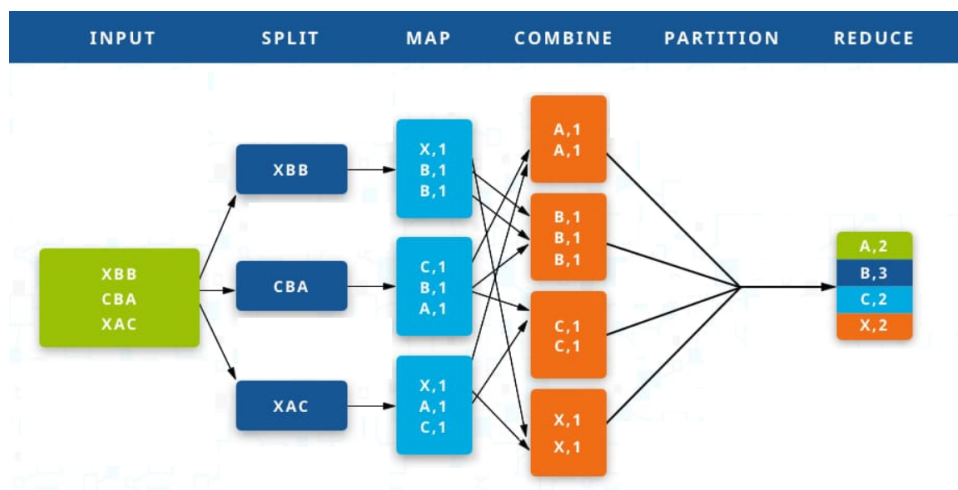 INPUT SPLIT MAP COMBINE PARTITION REDUCE
XBB
CBA
XAC
XBB
CBA
XAC
X,1
B,1
B,1
C,1
B,1
A,1
X,1
A,1
C,1
A,1
A,1
B,1
B,1
B,1
C,1
C,1
X,1
X,1
A,2
B,3
C,2
X,2